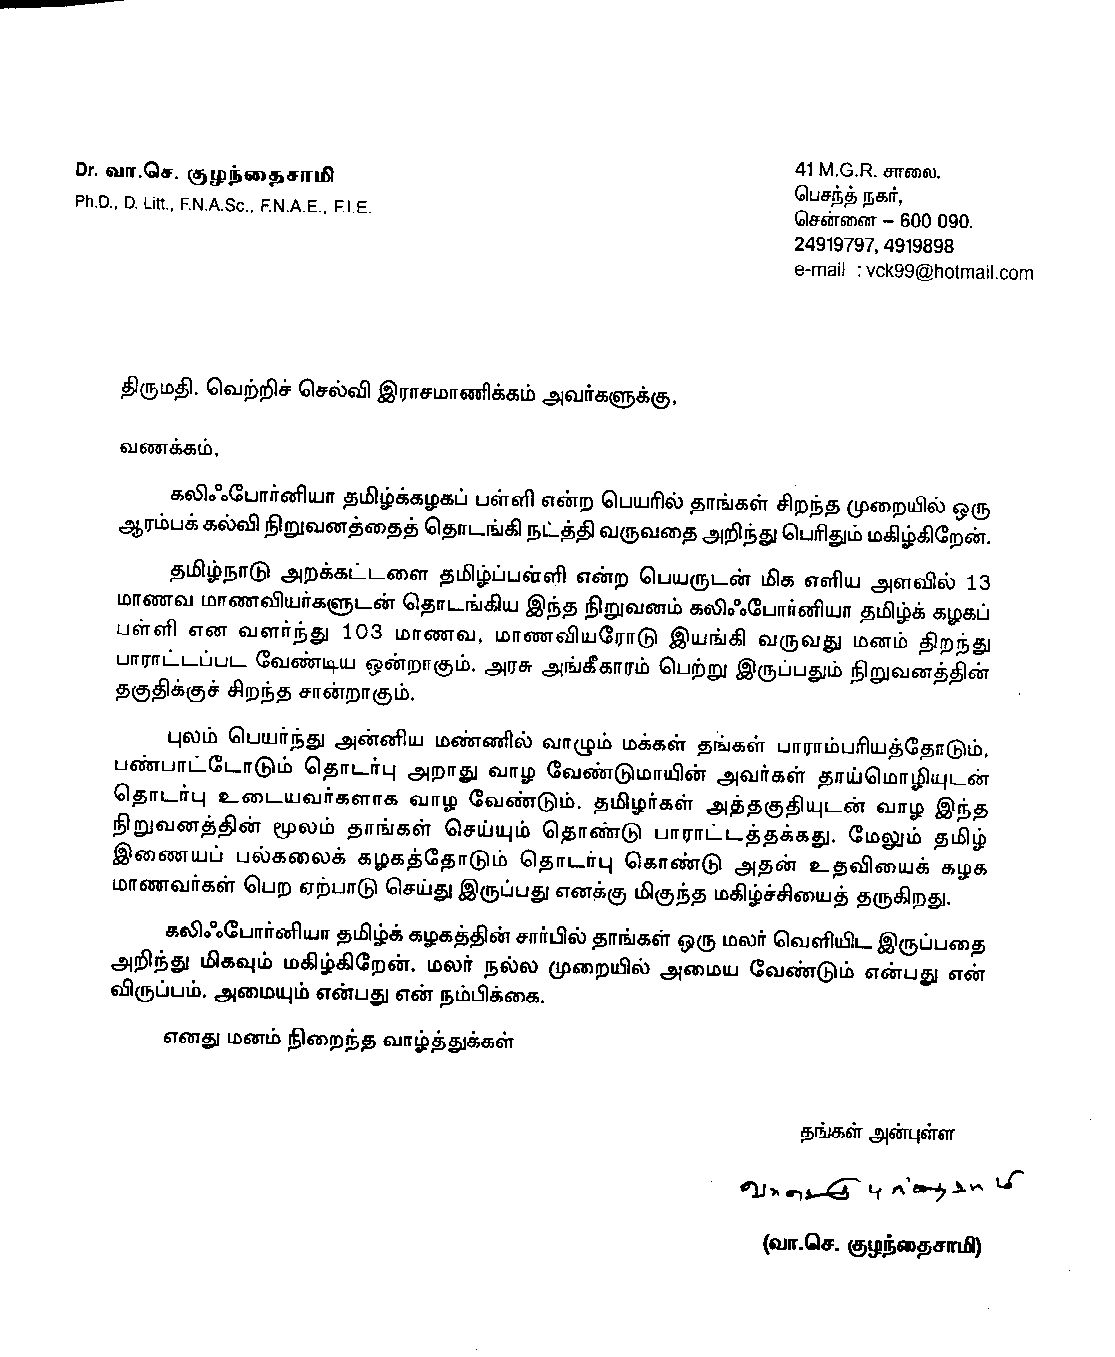 Dr. வா.செ. குழந்தைசாமி
Ph.D., D. Litt., F.N.A.Sc., F.N.A.E., F.I.E.
41 M.G.R. சாலை,
பெசந்த் நகர்,
சென்னை – 600 090.
24919797, 4919898
e-mail : vck99@hotmail.com
திருமதி. வெற்றிச் செல்வி இராசமாணிக்கம் அவர்களுக்கு,
வணக்கம்,
கலிஃபோர்னியா தமிழ்க்கழகப் பள்ளி என்ற பெயரில் தாங்கள் சிறந்த முறையில் ஒரு
ஆரம்பக் கல்வி நிறுவனத்தைத் தொடங்கி நடத்தி வருவதை அறிந்து பெரிதும் மகிழ்கிறேன்.
தமிழ்நாடு அறக்கட்டளை தமிழ்ப்பள்ளி என்ற பெயருடன் மிக எளிய அளவில் 13
மாணவ மாணவியர்களுடன் தொடங்கிய இந்த நிறுவனம் கலிஃபோர்னியா தமிழ்க் கழகப்
பள்ளி என வளர்ந்து 103 மாணவ, மாணவியரோடு இயங்கி வருவது மனம் திறந்து
பாராட்டப்பட வேண்டிய ஒன்றாகும். அரசு அங்கீகாரம் பெற்று இருப்பதும் நிறுவனத்தின்
தகுதிக்குச் சிறந்த சான்றாகும்.
புலம் பெயர்ந்து அன்னிய மண்ணில் வாழும் மக்கள் தங்கள் பாரம்பரியத்தோடும்,
பண்பாட்டோடும் தொடர்பு அறாது வாழ வேண்டுமாயின் அவர்கள் தாய்மொழியுடன்
தொடர்பு உடையவர்களாக வாழ வேண்டும். தமிழர்கள் அத்தகுதியுடன் வாழ இந்த
நிறுவனத்தின் மூலம் தாங்கள் செய்யும் தொண்டு பாராட்டத்தக்கது. மேலும் தமிழ்
இணையப் பல்கலைக் கழகத்தோடும் தொடர்பு கொண்டு அதன் உதவியைக் கழக
மாணவர்கள் பெற ஏற்பாடு செய்து இருப்பது எனக்கு மிகுந்த மகிழ்ச்சியைத் தருகிறது.
கலிஃபோர்னியா தமிழ்க் கழகத்தின் சார்பில் தாங்கள் ஒரு மலர் வெளியிட இருப்பதை
அறிந்து மிகவும் மகிழ்கிறேன். மலர் நல்ல முறையில் அமைய வேண்டும் என்பது என்
விருப்பம். அமையும் என்பது என் நம்பிக்கை.
எனது மனம் நிறைந்த வாழ்த்துக்கள்
தங்கள் அன்புள்ள
வா.செ. குழந்தைசாமி
(வா.செ. குழந்தைசாமி)